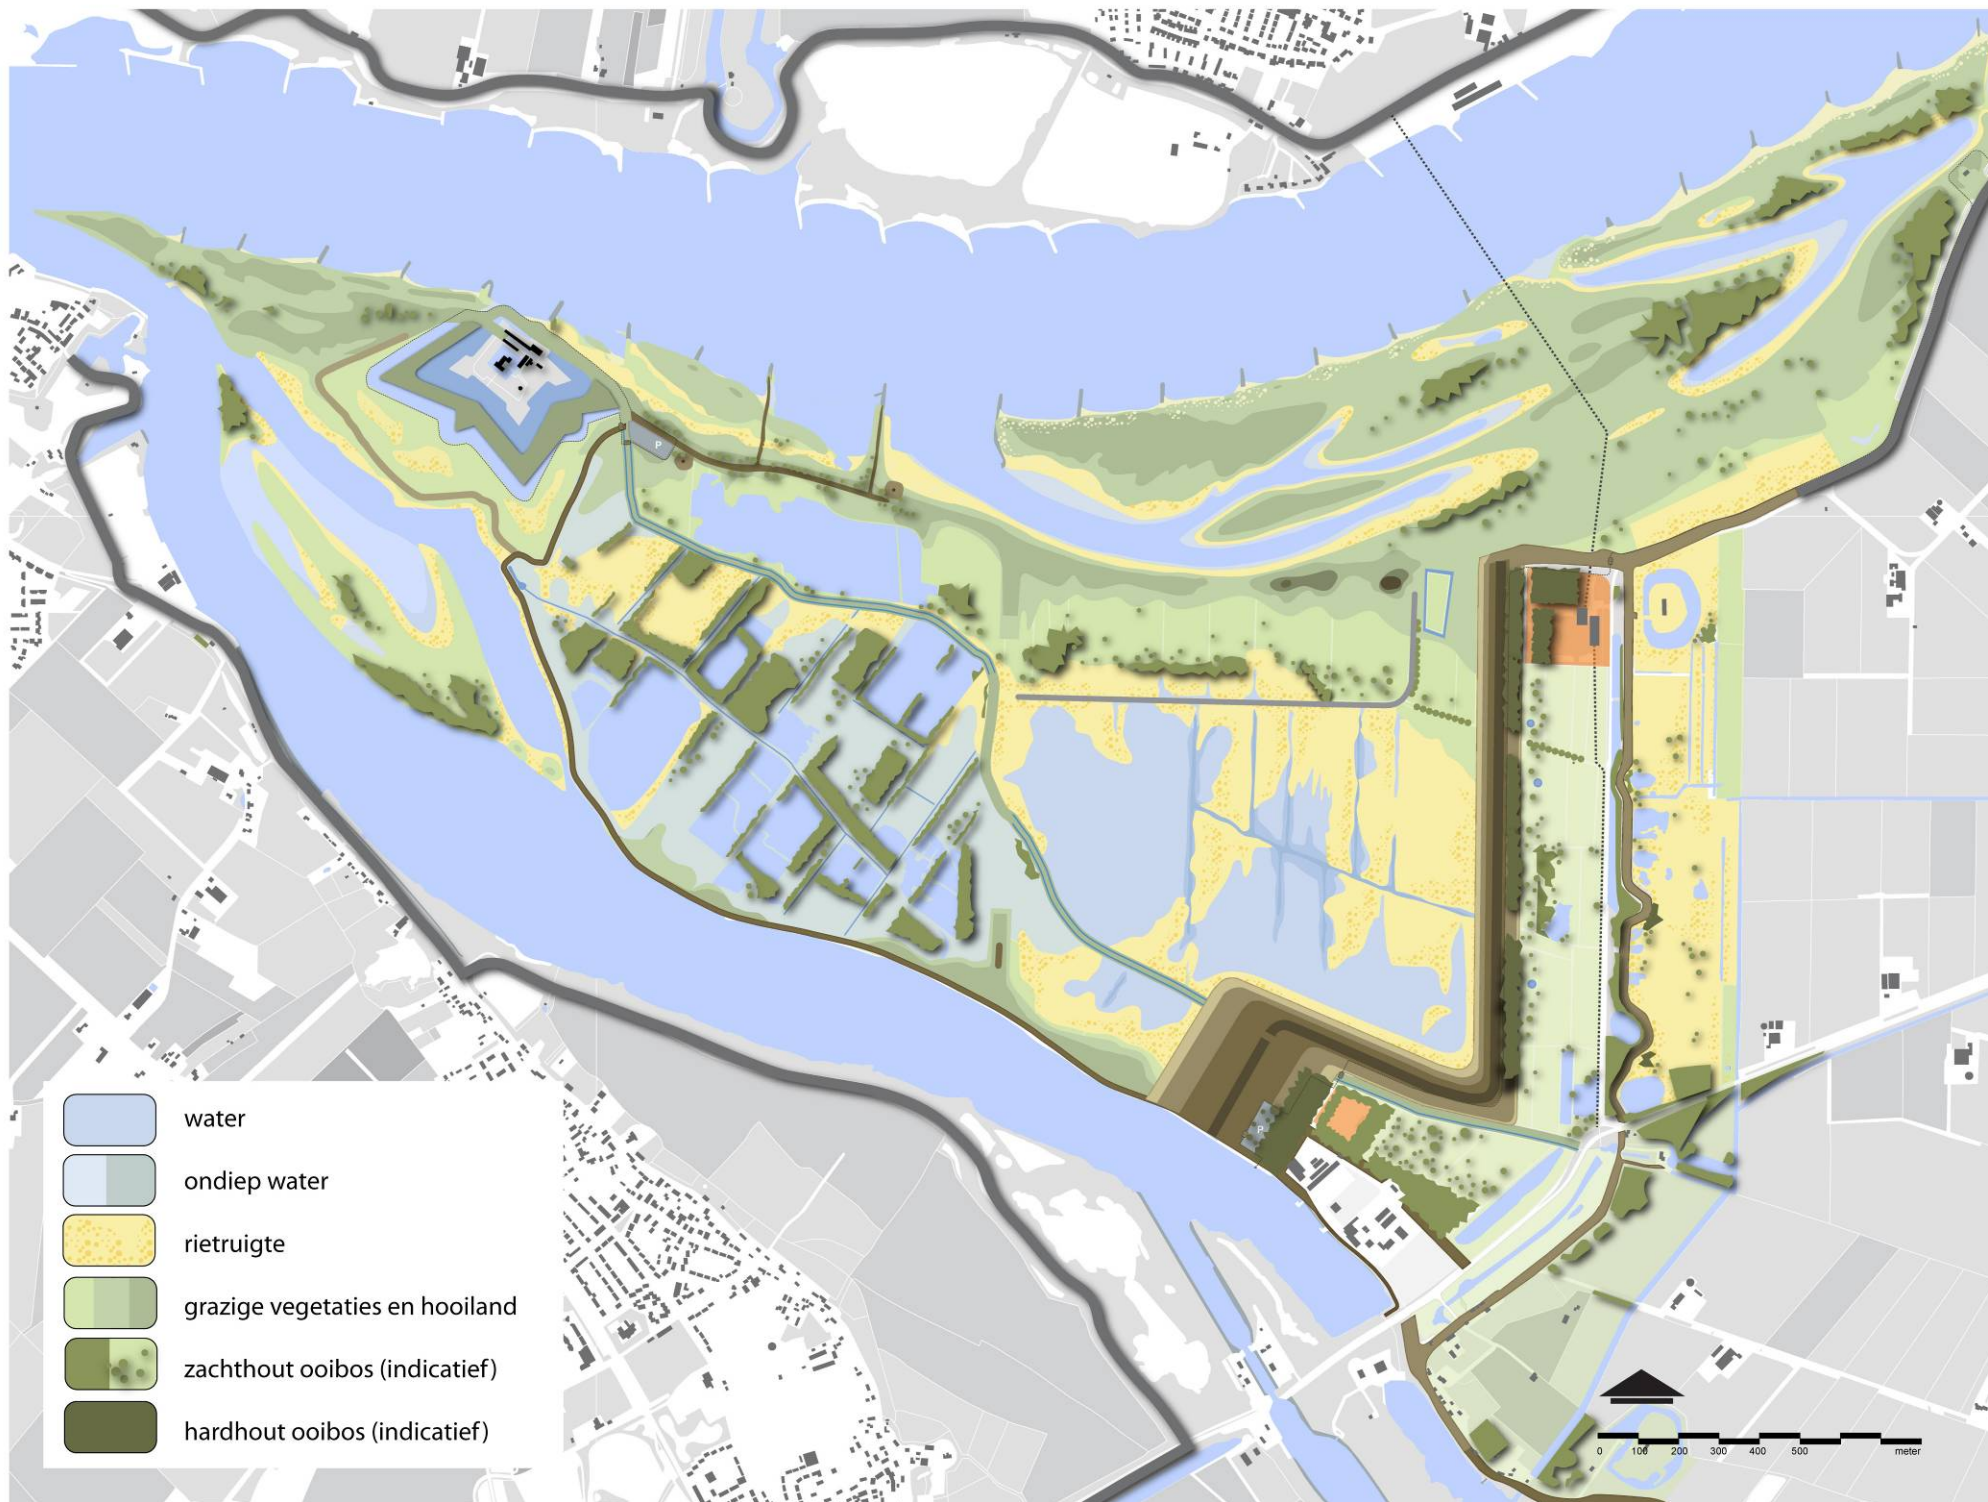 P
P
water
ondiep water
rietruigte
grazige vegetaties en hooiland
zachthout ooibos (indicatief)
hardhout ooibos (indicatief)
0 100 200 300 400 500 meter